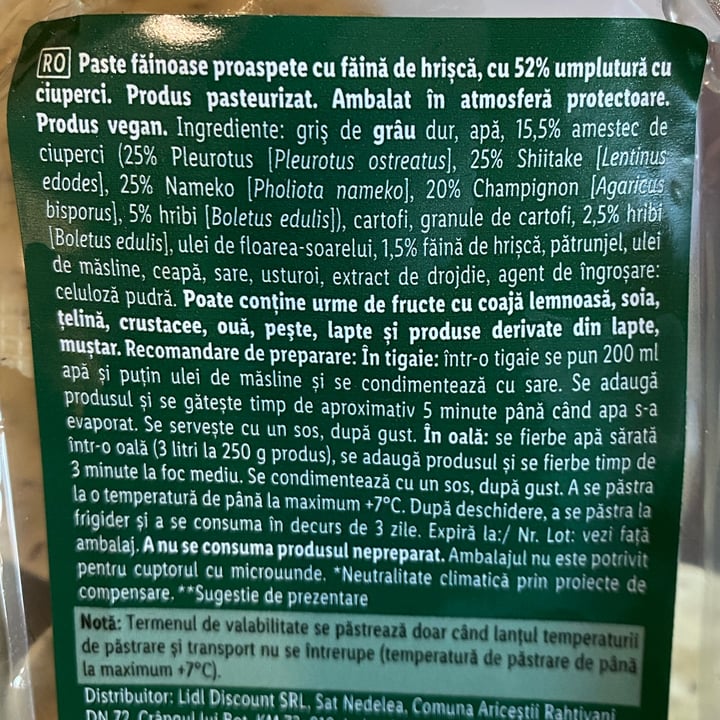 RO Paste făinoase proaspete cu făină de hrișcă, cu 52% umplutură cu
ciuperci. Produs pasteurizat. Ambalat în atmosferă protectoare.
Produs vegan. Ingrediente: griș de grâu dur, apă, 15,5% amestec de
ciuperci (25% Pleurotus [Pleurotus ostreatus], 25% Shiitake [Lentinus
edodes], 25% Nameko [Pholiota nameko], 20% Champignon [Agaricus
bisporus], 5% hribi [Boletus edulis]), cartofi, granule de cartofi, 2,5% hribi
[Boletus edulis], ulei de floarea-soarelui, 1,5% făină de hrișcă, pătrunjel, ulei
de măsline, ceapă, sare, usturoi, extract de drojdie, agent de îngroșare:
celuloză pudră. Poate conține urme de fructe cu coajă lemnoasă, soia,
țelină, crustacee, ouă, pește, lapte și produse derivate din lapte,
muștar. Recomandare de preparare: În tigaie: într-o tigaie se pun 200 ml
apă și puțin ulei de măsline și se condimentează cu sare. Se adaugă
produsul și se gătește timp de aproximativ 5 minute până când apa s-a
evaporat. Se servește cu un sos, după gust. În oală: se fierbe apă sărată
într-o oală (3 litri la 250 g produs), se adaugă produsul și se fierbe timp de
3 minute la foc mediu. Se condimentează cu un sos, după gust. A se păstra
la o temperatură de până la maximum +7°C. După deschidere, a se păstra la
frigider și a se consuma în decurs de 3 zile. Expiră la:/ Nr. Lot: vezi față
ambalaj. A nu se consuma produsul nepreparat. Ambalajul nu este potrivit
pentru cuptorul cu microunde. *Neutralitate climatică prin proiecte de
compensare. **Sugestie de prezentare
Notă: Termenul de valabilitate se păstrează doar când lanțul temperaturii
de păstrare și transport nu se întrerupe (temperatură de păstrare de până
la maximum +7°C).
Distribuitor: Lidl Discount SRL, Sat Nedelea, Comuna Ariceștii Rahtivani
DN 72, Crângul lui Bot, KM 73